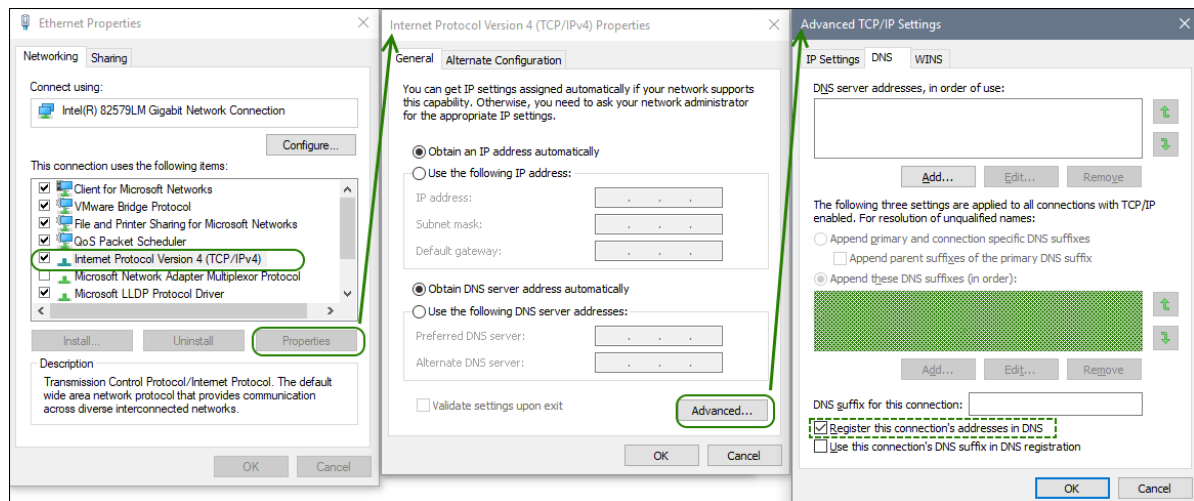 Ethernet Properties
Networking Sharing
Connect using:
Intel(R) 82579LM Gigabit Network Connection
Configure...
This connection uses the following items:
Client for Microsoft Networks
VMware Bridge Protocol
File and Printer Sharing for Microsoft Networks
QoS Packet Scheduler
Internet Protocol Version 4 (TCP/IPv4)
Microsoft Network Adapter Multiplexor Protocol
Microsoft LLDP Protocol Driver
Install... Uninstall Properties
Description
Transmission Control Protocol/Internet Protocol. The default
wide area network protocol that provides communication
across diverse interconnected networks.
OK Cancel
Internet Protocol Version 4 (TCP/IPv4) Properties
General Alternate Configuration
You can get IP settings assigned automatically if your network supports
this capability. Otherwise, you need to ask your network administrator
for the appropriate IP settings.
Obtain an IP address automatically
Use the following IP address:
IP address:
Subnet mask:
Default gateway:
Obtain DNS server address automatically
Use the following DNS server addresses:
Preferred DNS server:
Alternate DNS server:
Validate settings upon exit
Advanced...
OK Cancel
Advanced TCP/IP Settings
IP Settings DNS WINS
DNS server addresses, in order of use:
Add... Edit... Remove
The following three settings are applied to all connections with TCP/IP
enabled. For resolution of unqualified names:
Append primary and connection specific DNS suffixes
Append parent suffixes of the primary DNS suffix
Append these DNS suffixes (in order):
Add... Edit... Remove
DNS suffix for this connection:
Register this connection's addresses in DNS
Use this connection's DNS suffix in DNS registration
OK Cancel